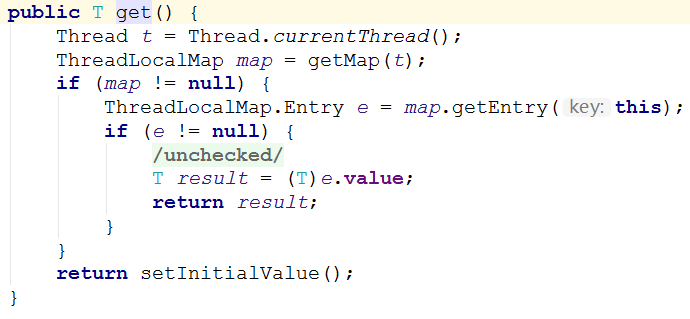 public T get() {
    Thread t = Thread.currentThread();
    ThreadLocalMap map = getMap(t);
    if (map != null) {
        ThreadLocalMap.Entry e = map.getEntry( key: this);
        if (e != null) {
            /unchecked/
            T result = (T)e.value;
            return result;
        }
    }
    return setInitialValue();
}